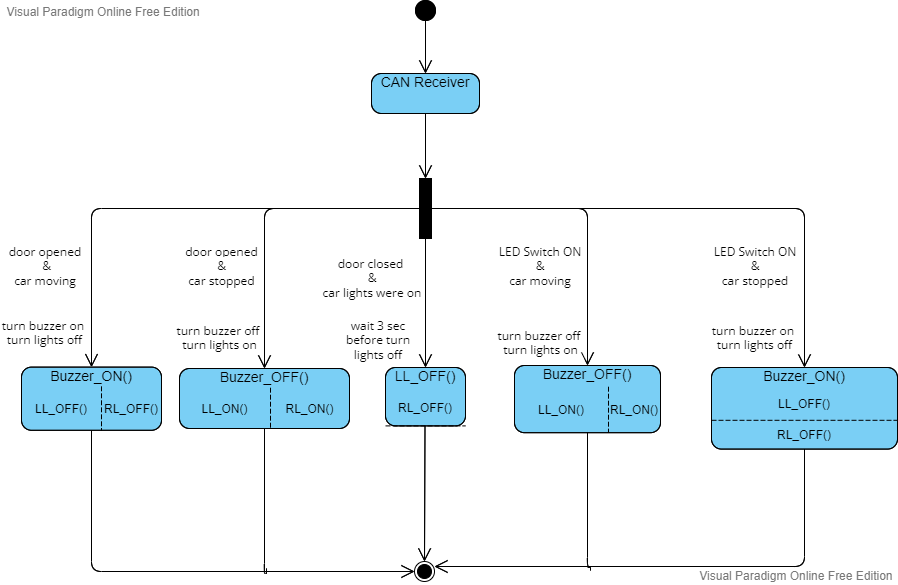 Visual Paradigm Online Free Edition
CAN Receiver
door opened
&
car moving
turn buzzer on
turn lights off
door opened
&
car stopped
turn buzzer off
turn lights on
door closed
&
car lights were on
wait 3 sec
before turn
lights off
LED Switch ON
&
car moving
turn buzzer off
turn lights on
LED Switch ON
&
car stopped
turn buzzer on
turn lights off
Buzzer_ON()
LL_OFF() RL_OFF()
Buzzer_OFF()
LL_ON() RL_ON()
LL_OFF()
RL_OFF()
Buzzer_OFF()
LL_ON() RL_ON()
Buzzer_ON()
LL_OFF()
RL_OFF()
Visual Paradigm Online Free Edition